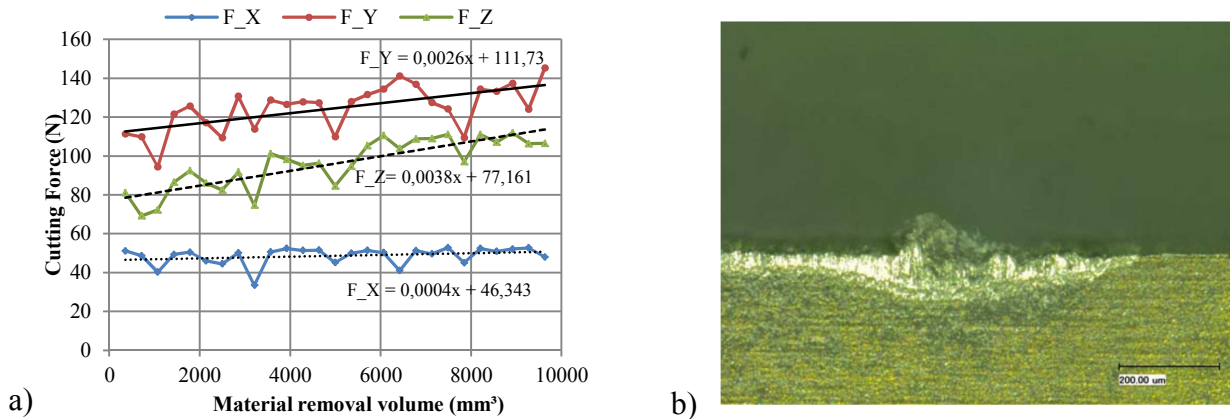 F_X F_Y F_Z
160
140
120
100
80
60
40
20
0
Cutting Force (N)
F_Y = 0,0026x + 111,73
F_Z= 0,0038x + 77,161
F_X = 0,0004x + 46,343
0 2000 4000 6000 8000 10000
Material removal volume (mm³)
a)
200.00 um
b)